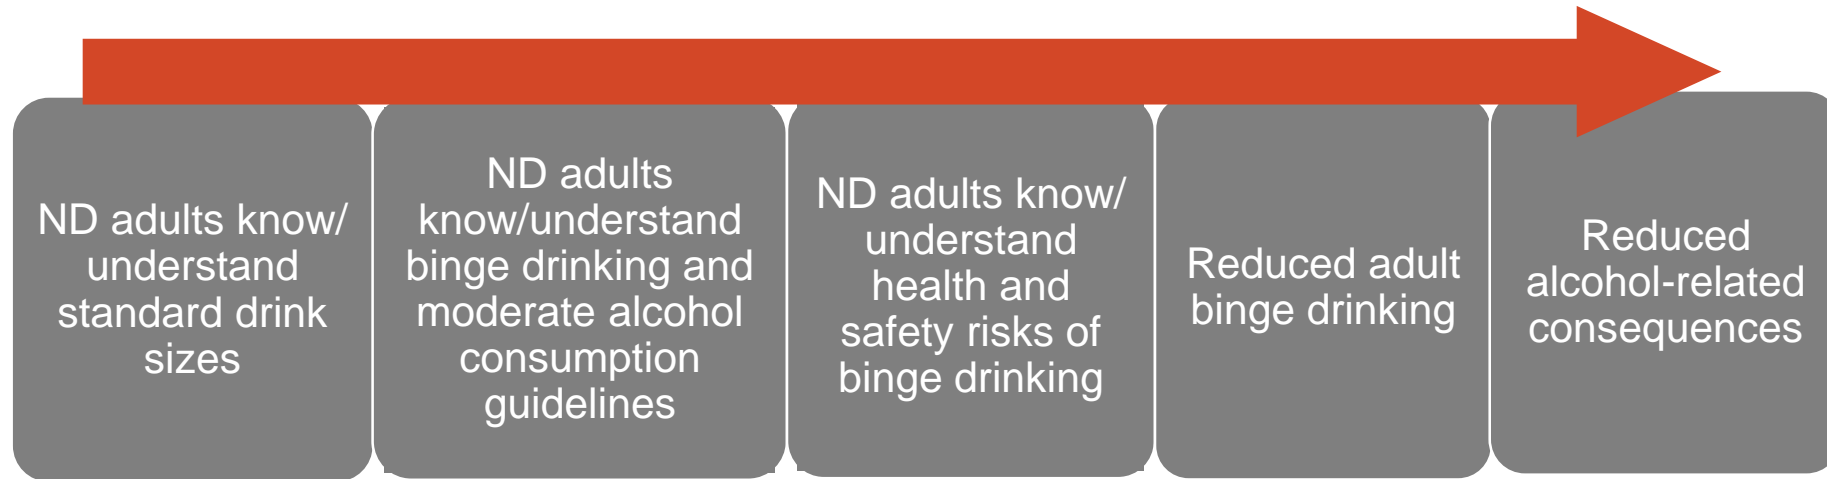 ND adults know/
understand
standard drink
sizes
ND adults
know/understand
binge drinking and
moderate alcohol
consumption
guidelines
ND adults know/
understand
health and
safety risks of
binge drinking
Reduced adult
binge drinking
Reduced
alcohol-related
consequences